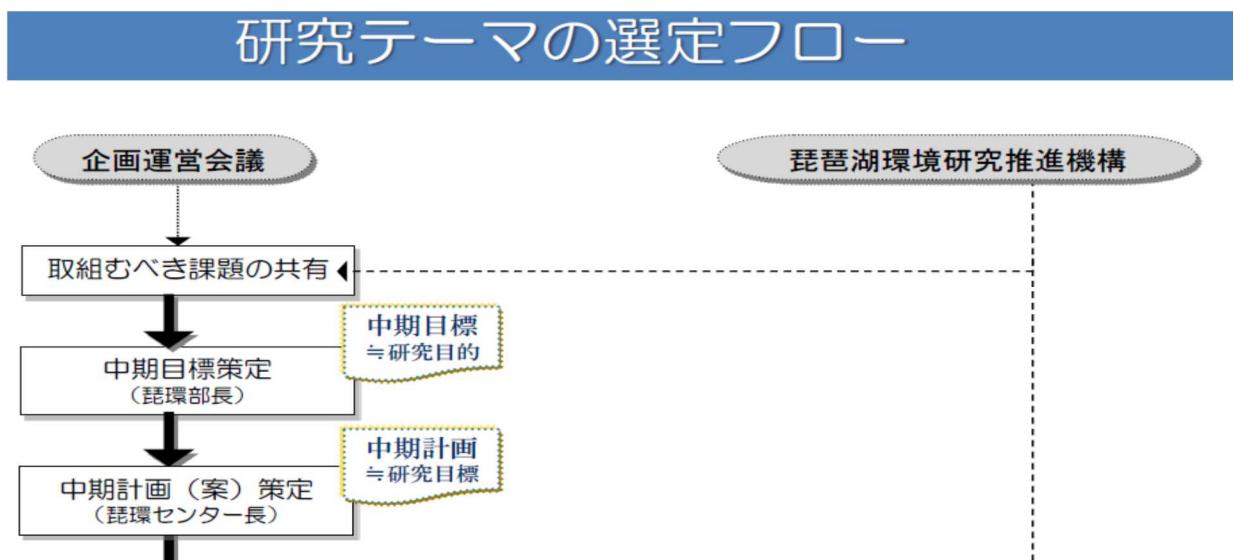 研究テーマの選定フロー
企画運営会議
琵琶湖環境研究推進機構
取組むべき課題の共有
中期目標
≒研究目的
中期目標策定
（琵環部長）
中期計画
≒研究目標
中期計画（案）策定
（琵環センター長）